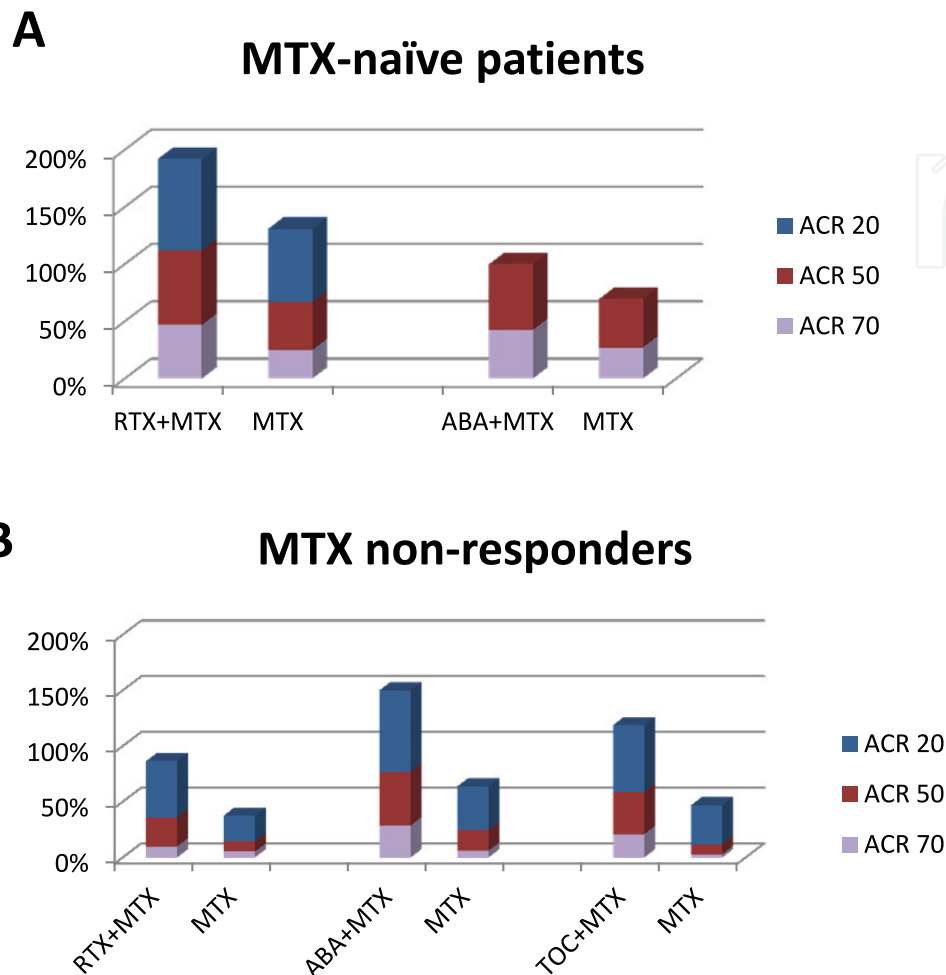 A
MTX-naïve patients
200%
150%
100%
50%
0%
RTX+MTX MTX ABA+MTX MTX
ACR 20
ACR 50
ACR 70
B
MTX non-responders
200%
150%
100%
50%
0%
RTX+MTX MTX ABA+MTX MTX TOC+MTX MTX
ACR 20
ACR 50
ACR 70